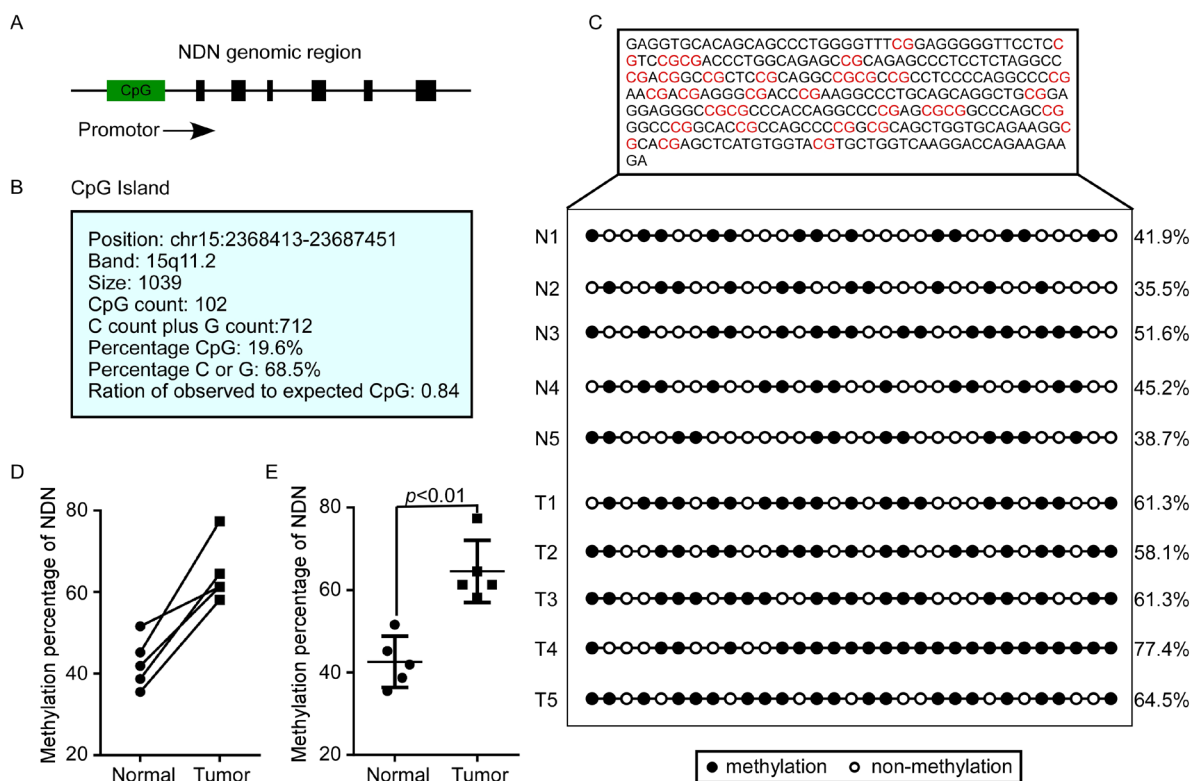 A
NDN genomic region
CpG
Promotor
B
CpG Island
Position: chr15:2368413-23687451
Band: 15q11.2
Size: 1039
CpG count: 102
C count plus G count:712
Percentage CpG: 19.6%
Percentage C or G: 68.5%
Ration of observed to expected CpG: 0.84
C
GAGGTGCACAGCAGCCCTGGGGTTTCGGAGGGGGTTCCTCC
GTCCGCGACCCTGGCAGAGCCGCAGAGCCCTCCTCTAGGCC
CGACGGCCGCTCCGCAGGCCGCGCCGCCTCCCCAGGCCCCG
AACGACGAGGGCGACCCGAAGGCCCTGCAGCAGGCTGCGGA
GGAGGGCCGCGCCCACCAGGCCCCGAGCGCGGCCCAGCCCG
GGCCCGGCACCGCCAGCCCCGGCGCAGCTGGTGCAGAAGGC
GCACGAGCTCATGTGGTACGTGCTGGTCAAGGACCAGAAGAA
GA
N1 41.9%
N2 35.5%
N3 51.6%
N4 45.2%
N5 38.7%
T1 61.3%
T2 58.1%
T3 61.3%
T4 77.4%
T5 64.5%
methylation non-methylation
D
Methylation percentage of NDN
80
60
40
20
Normal Tumor
E
Methylation percentage of NDN
p<0.01
80
60
40
20
Normal Tumor